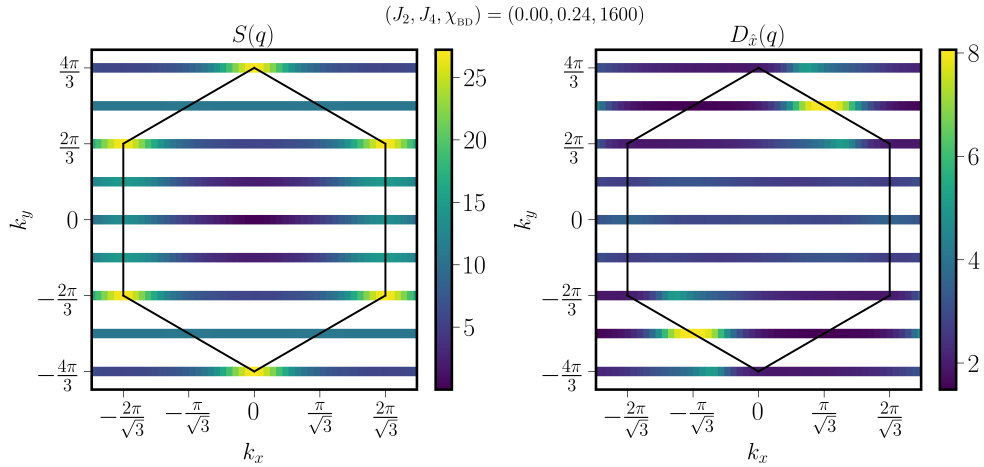 (J₂, J₄, χ_BD) = (0.00, 0.24, 1600)
S(q)
D_x̂(q)
4π/3
2π/3
0
−2π/3
−4π/3
k_y
−2π/√3
−π/√3
0
π/√3
2π/√3
k_x
25
20
15
10
5
4π/3
2π/3
0
−2π/3
−4π/3
k_y
−2π/√3
−π/√3
0
π/√3
2π/√3
k_x
8
6
4
2